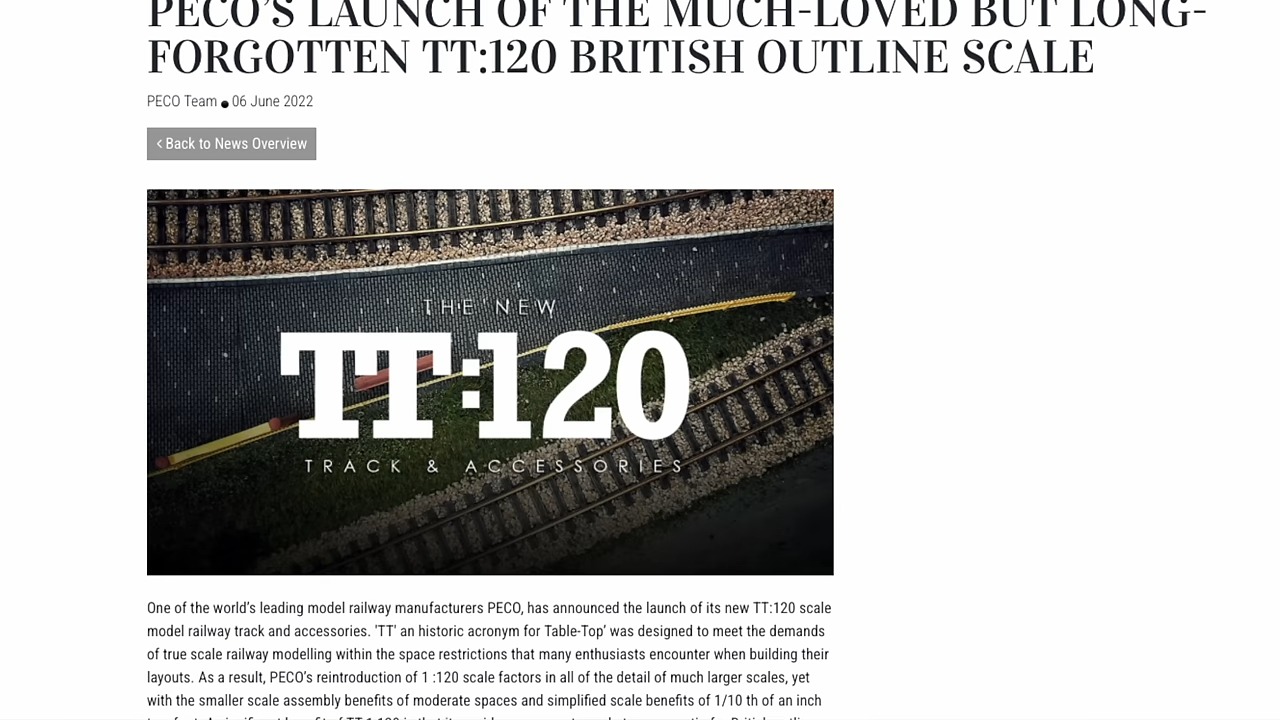 PECO'S LAUNCH OF THE MUCH-LOVED BUT LONG-
FORGOTTEN TT:120 BRITISH OUTLINE SCALE
PECO Team ● 06 June 2022
‹ Back to News Overview
THE NEW
TT:120
TRACK & ACCESSORIES
One of the world's leading model railway manufacturers PECO, has announced the launch of its new TT:120 scale
model railway track and accessories. 'TT' an historic acronym for Table-Top' was designed to meet the demands
of true scale railway modelling within the space restrictions that many enthusiasts encounter when building their
layouts. As a result, PECO's reintroduction of 1 :120 scale factors in all of the detail of much larger scales, yet
with the smaller scale assembly benefits of moderate spaces and simplified scale benefits of 1/10 th of an inch